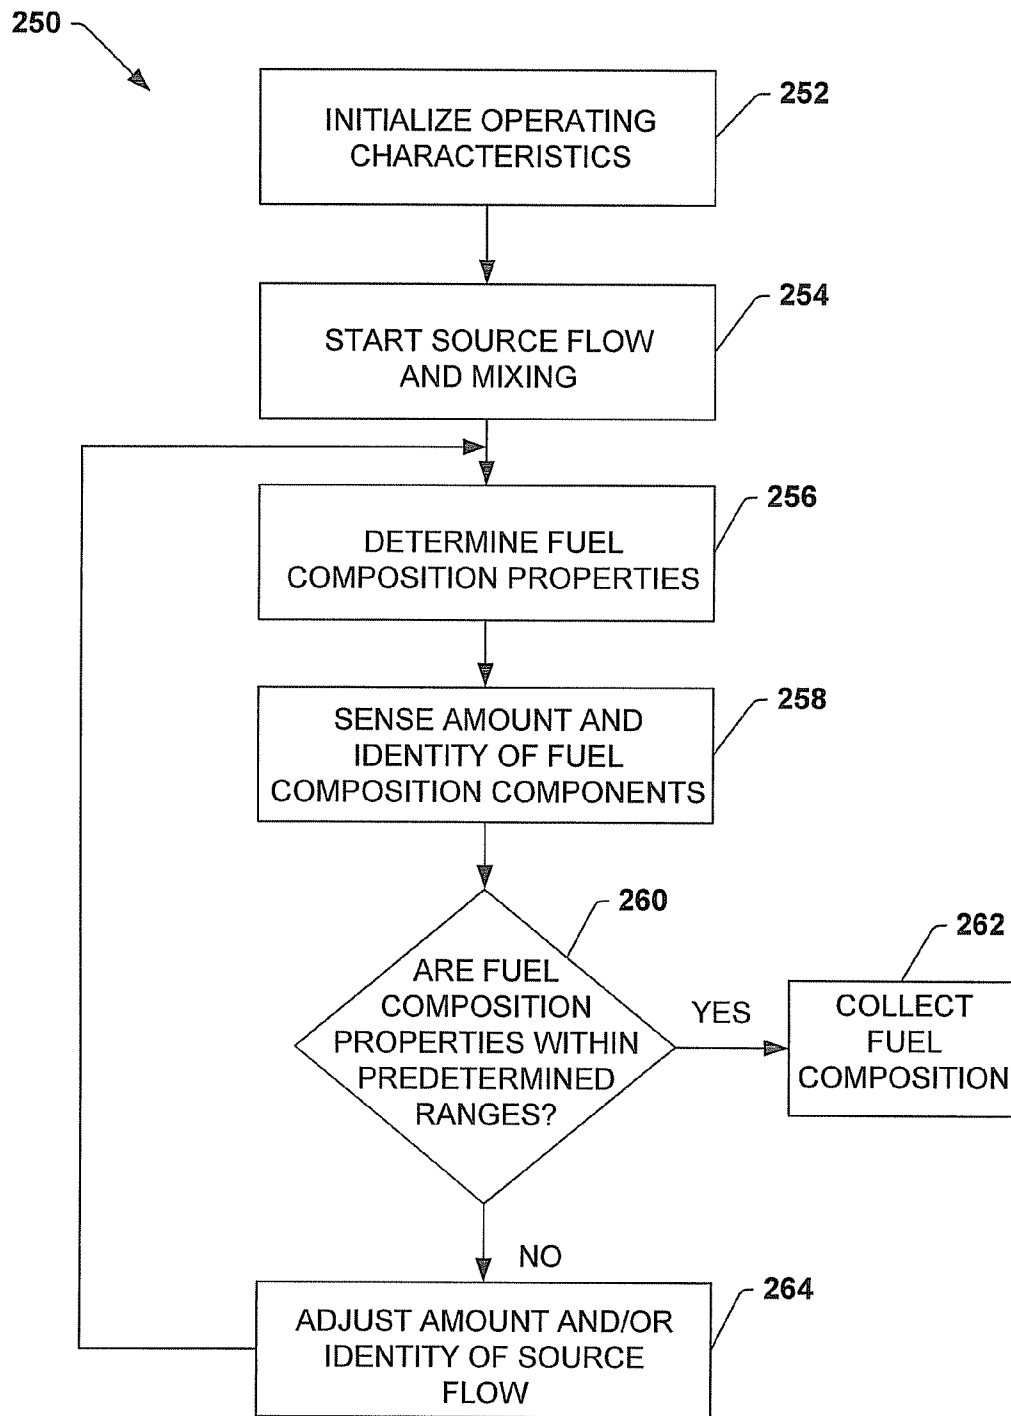 250
252
INITIALIZE OPERATING
CHARACTERISTICS
254
START SOURCE FLOW
AND MIXING
256
DETERMINE FUEL
COMPOSITION PROPERTIES
258
SENSE AMOUNT AND
IDENTITY OF FUEL
COMPOSITION COMPONENTS
260
ARE FUEL
COMPOSITION
PROPERTIES WITHIN
PREDETERMINED
RANGES?
YES
262
COLLECT
FUEL
COMPOSITION
NO
264
ADJUST AMOUNT AND/OR
IDENTITY OF SOURCE
FLOW